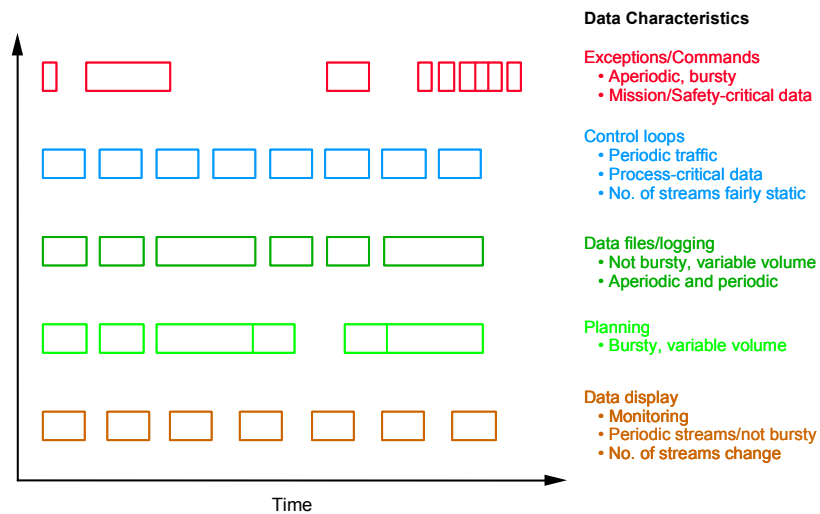 Data Characteristics
Exceptions/Commands
• Aperiodic, bursty
• Mission/Safety-critical data
Control loops
• Periodic traffic
• Process-critical data
• No. of streams fairly static
Data files/logging
• Not bursty, variable volume
• Aperiodic and periodic
Planning
• Bursty, variable volume
Data display
• Monitoring
• Periodic streams/not bursty
• No. of streams change
Time